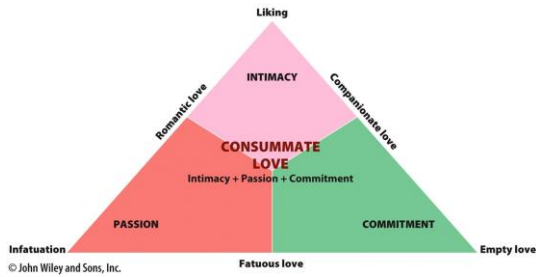 Liking
INTIMACY
Romantic love
Companionate love
CONSUMMATE
LOVE
Intimacy + Passion + Commitment
PASSION
COMMITMENT
Infatuation
Empty love
Fatuous love
© John Wiley and Sons, Inc.